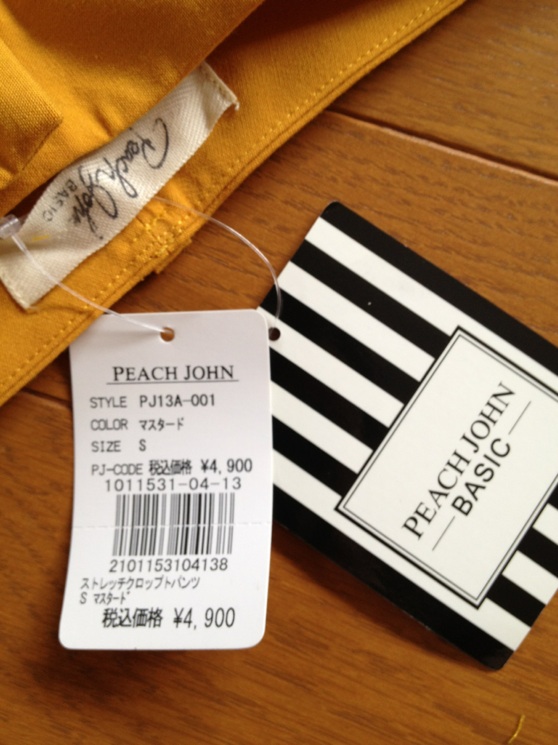 Peach John
BASIC
PEACH JOHN
STYLE PJ13A-001
COLOR マスタード
SIZE S
PJ-CODE 税込価格 ¥4,900
1011531-04-13
2101153104138
ストレッチクロップトパンツ
S マスタード
税込価格 ¥4,900
PEACH JOHN
BASIC